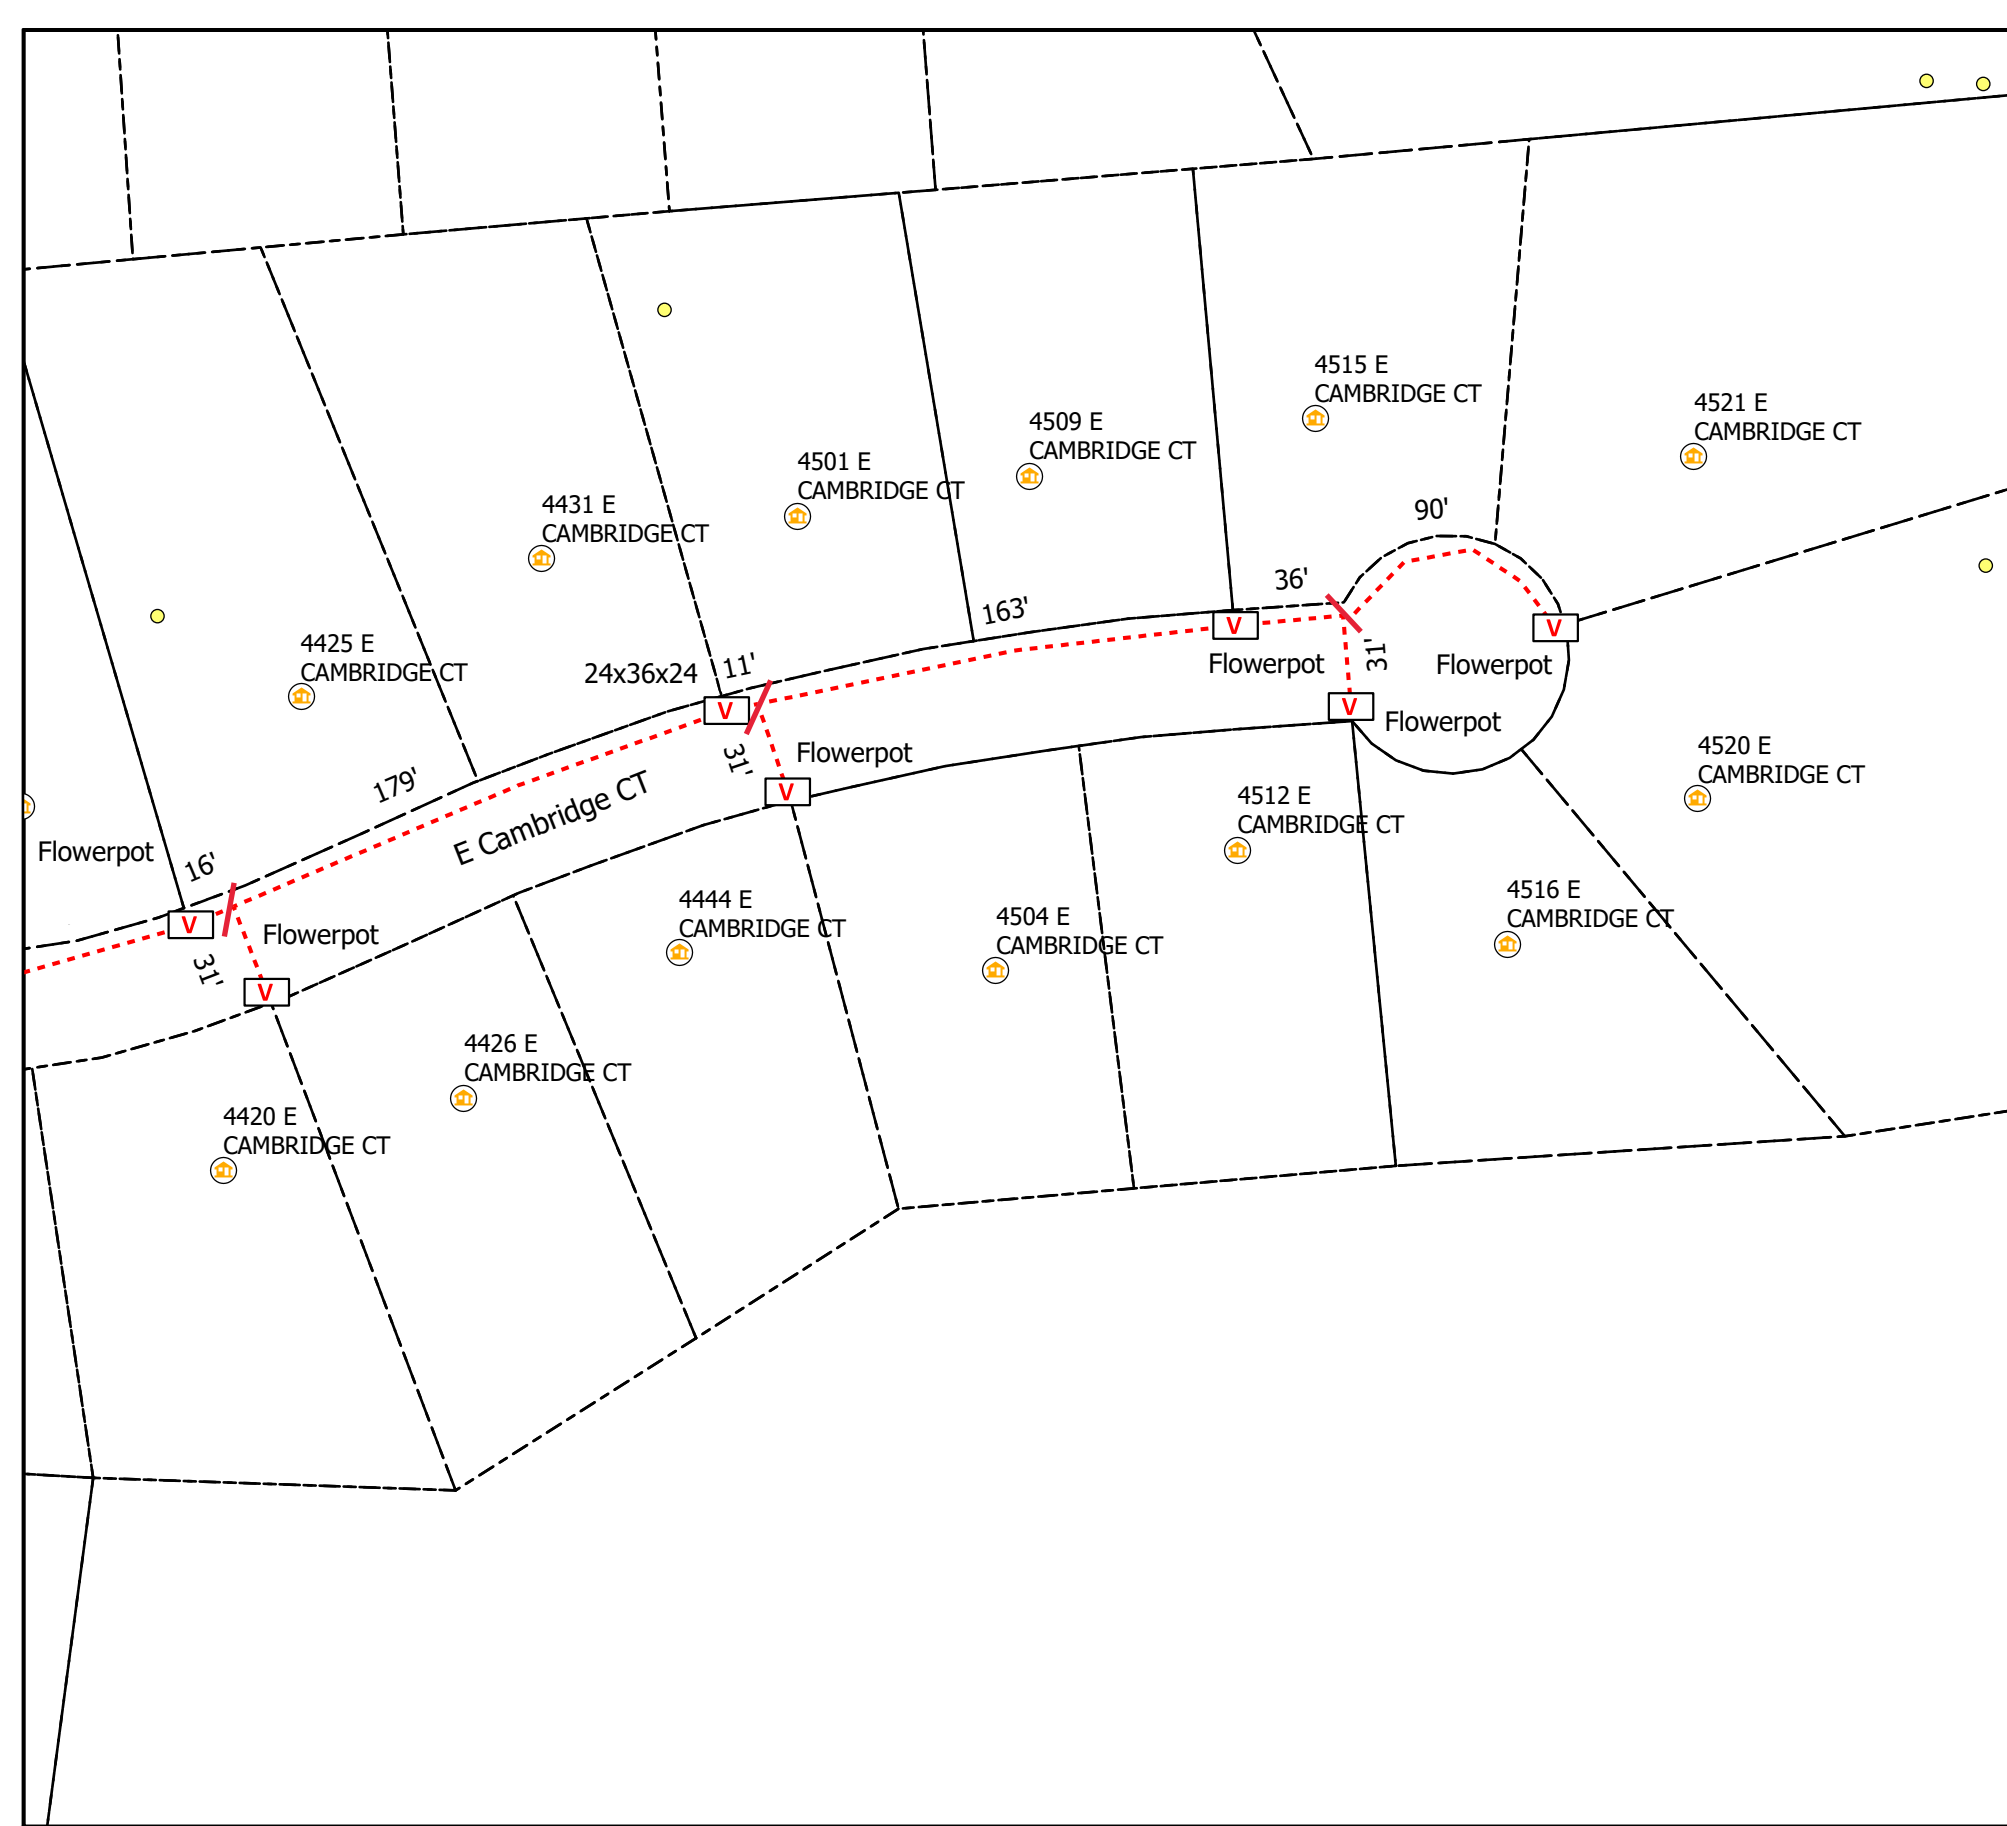 4515 E
CAMBRIDGE CT
4521 E
CAMBRIDGE CT
4509 E
CAMBRIDGE CT
4501 E
CAMBRIDGE CT
4431 E
CAMBRIDGE CT
90'
36'
163'
4425 E
CAMBRIDGE CT
24x36x24
11'
V
V
Flowerpot
31'
Flowerpot
V
V
Flowerpot
31'
Flowerpot
V
179'
E Cambridge CT
4520 E
CAMBRIDGE CT
4512 E
CAMBRIDGE CT
Flowerpot
16'
V
Flowerpot
31'
V
4444 E
CAMBRIDGE CT
4504 E
CAMBRIDGE CT
4516 E
CAMBRIDGE CT
4426 E
CAMBRIDGE CT
4420 E
CAMBRIDGE CT